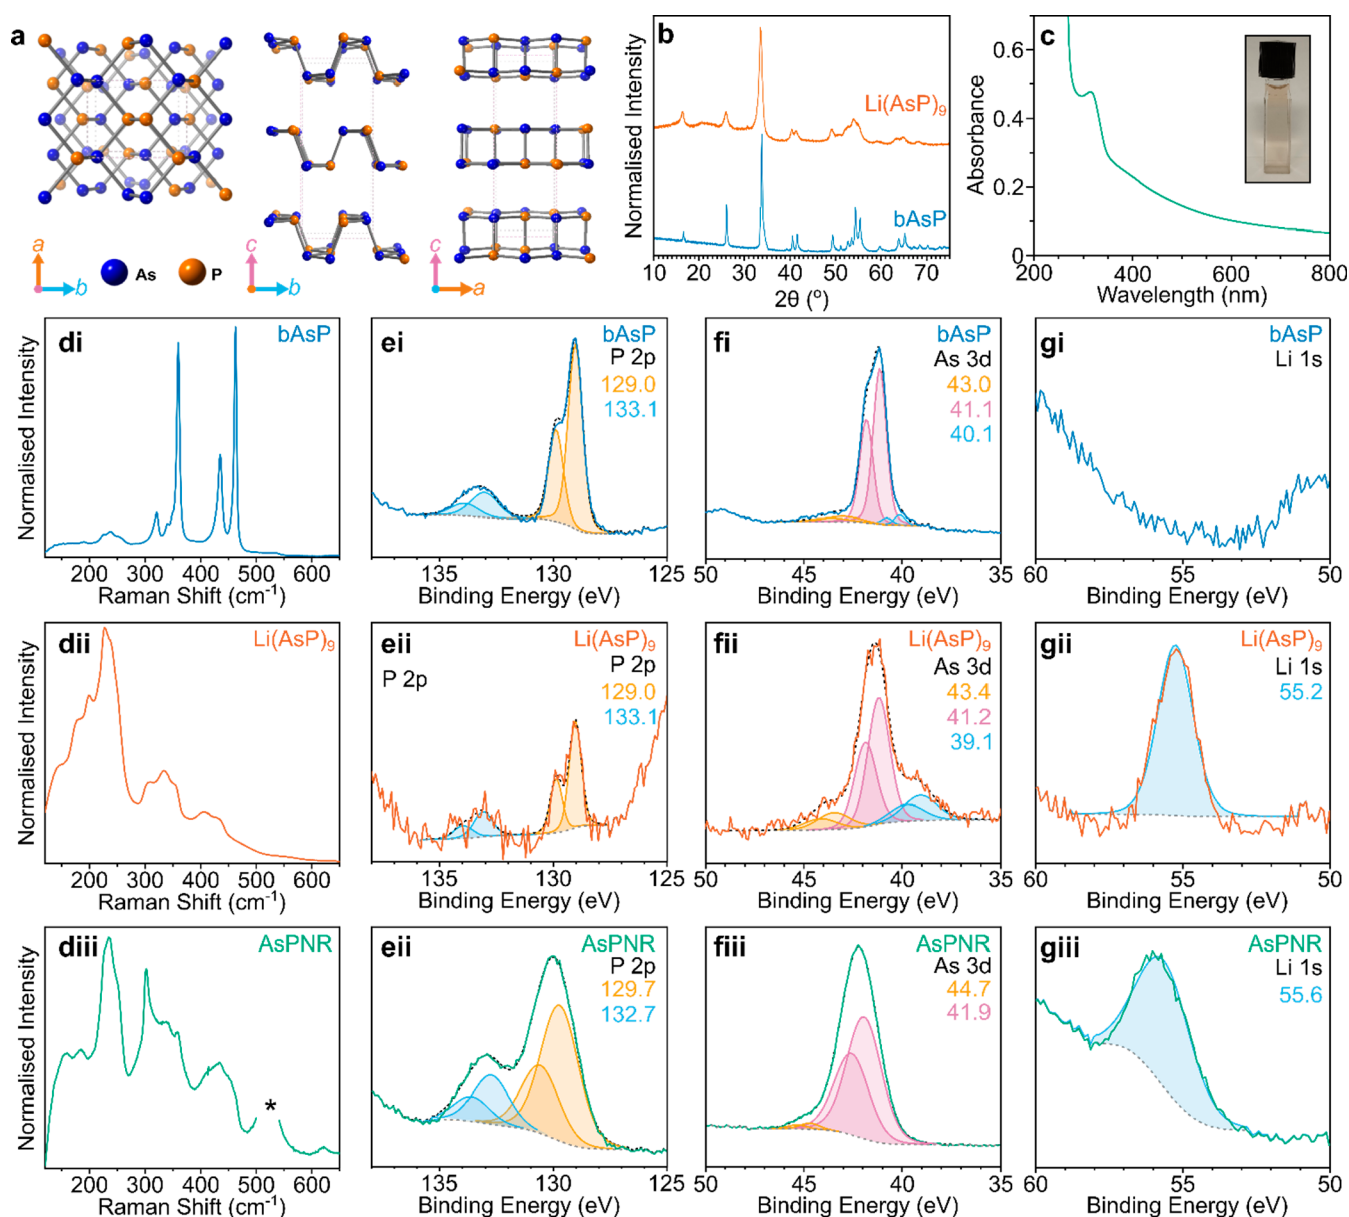 a
a
b
As
P
c
b
c
a
b
Normalised Intensity
Li(AsP)₉
bAsP
10 20 30 40 50 60 70
2θ (°)
c
Absorbance
0.6
0.4
0.2
0
200 400 600 800
Wavelength (nm)
di
bAsP
Normalised Intensity
200 300 400 500 600
Raman Shift (cm⁻¹)
ei
bAsP
P 2p
129.0
133.1
135 130 125
Binding Energy (eV)
fi
bAsP
As 3d
43.0
41.1
40.1
50 45 40 35
Binding Energy (eV)
gi
bAsP
Li 1s
60 55 50
Binding Energy (eV)
dii
Li(AsP)₉
Normalised Intensity
200 300 400 500 600
Raman Shift (cm⁻¹)
eii
Li(AsP)₉
P 2p
P 2p
129.0
133.1
135 130 125
Binding Energy (eV)
fii
Li(AsP)₉
As 3d
43.4
41.2
39.1
50 45 40 35
Binding Energy (eV)
gii
Li(AsP)₉
Li 1s
55.2
60 55 50
Binding Energy (eV)
diii
AsPNR
Normalised Intensity
*
200 300 400 500 600
Raman Shift (cm⁻¹)
eii
AsPNR
P 2p
129.7
132.7
135 130 125
Binding Energy (eV)
fiii
AsPNR
As 3d
44.7
41.9
50 45 40 35
Binding Energy (eV)
giii
AsPNR
Li 1s
55.6
60 55 50
Binding Energy (eV)